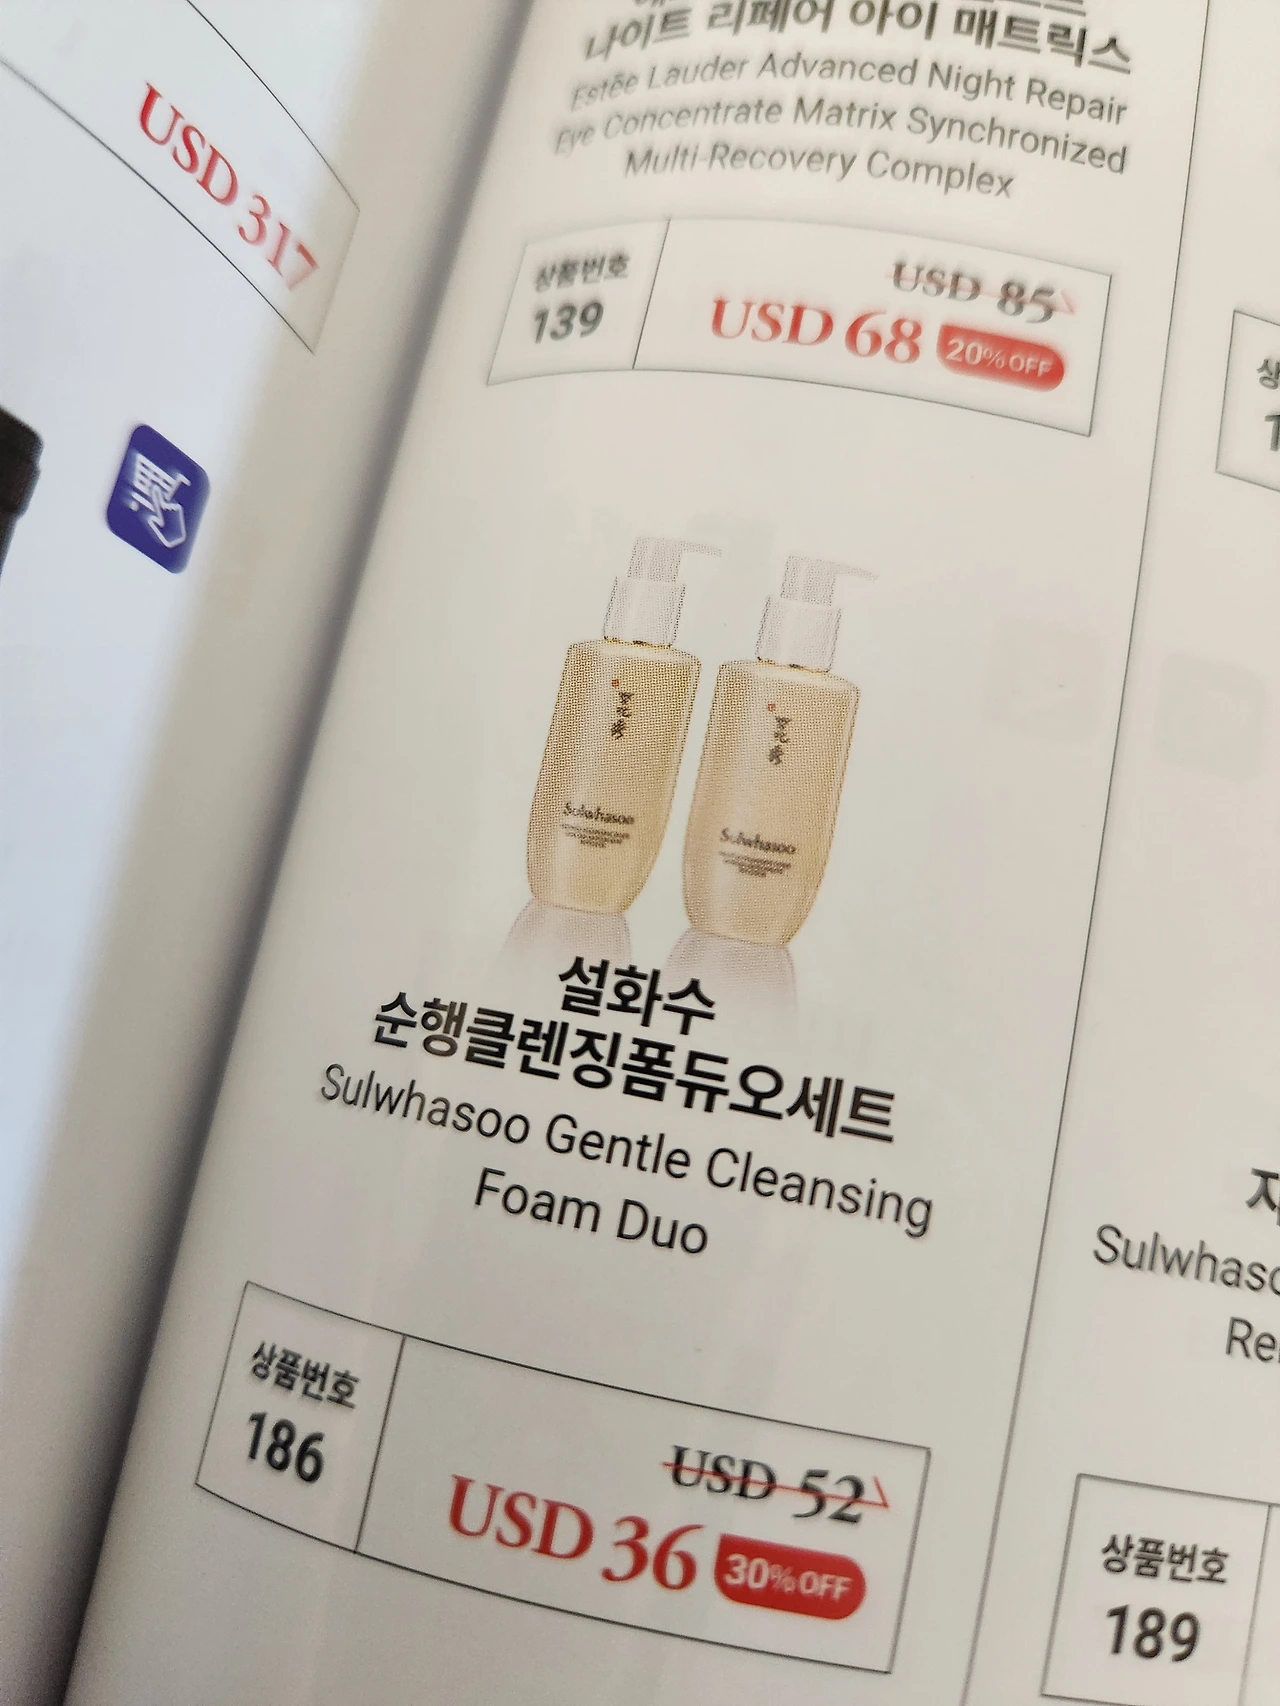 USD 317
나이트 리페어 아이 매트릭스
Estée Lauder Advanced Night Repair
Eye Concentrate Matrix Synchronized
Multi-Recovery Complex
상품번호
139
USD 85
USD 68 20% OFF
Sulwhasoo
Sulwhasoo
설화수
순행클렌징폼듀오세트
Sulwhasoo Gentle Cleansing
Foam Duo
상품번호
186
USD 52
USD 36 30% OFF
상품번호
189